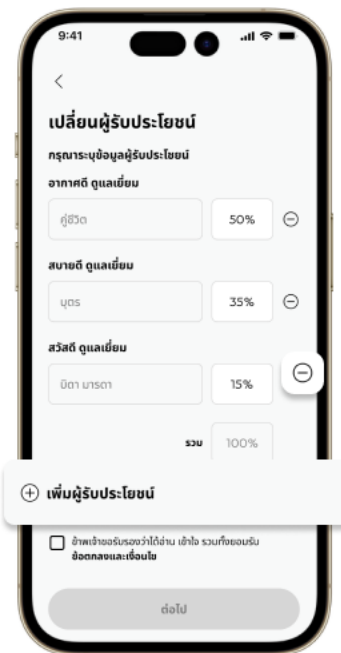 9:41
เปลี่ยนผู้รับประโยชน์
กรุณาระบุข้อมูลผู้รับประโยชน์
อากาศดี ดูแลเยี่ยม
คู่ชีวิต 50%
สบายดี ดูแลเยี่ยม
บุตร 35%
สวัสดี ดูแลเยี่ยม
บิดา มารดา 15%
รวม 100%
เพิ่มผู้รับประโยชน์
ข้าพเจ้าขอรับรองว่าได้อ่าน เข้าใจ รวมทั้งยอมรับ
ข้อตกลงและเงื่อนไข
ต่อไป